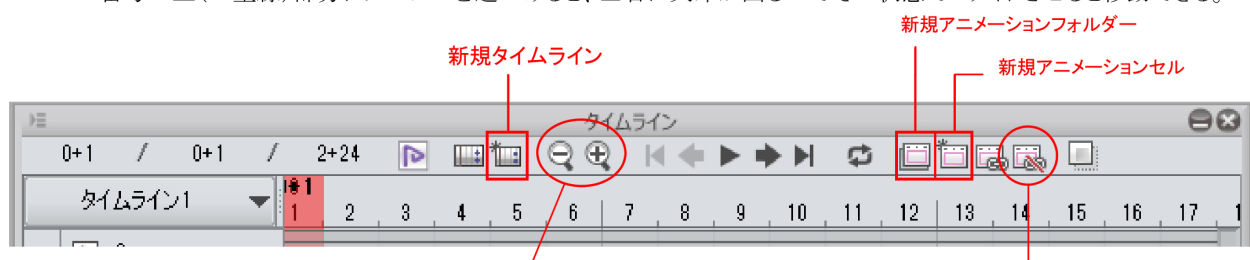 新規アニメーションフォルダー
新規タイムライン
新規アニメーションセル
タイムライン
0+1 / 0+1 / 2+24
タイムライン1
1
1 2 3 4 5 6 7 8 9 10 11 12 13 14 15 16 17 1